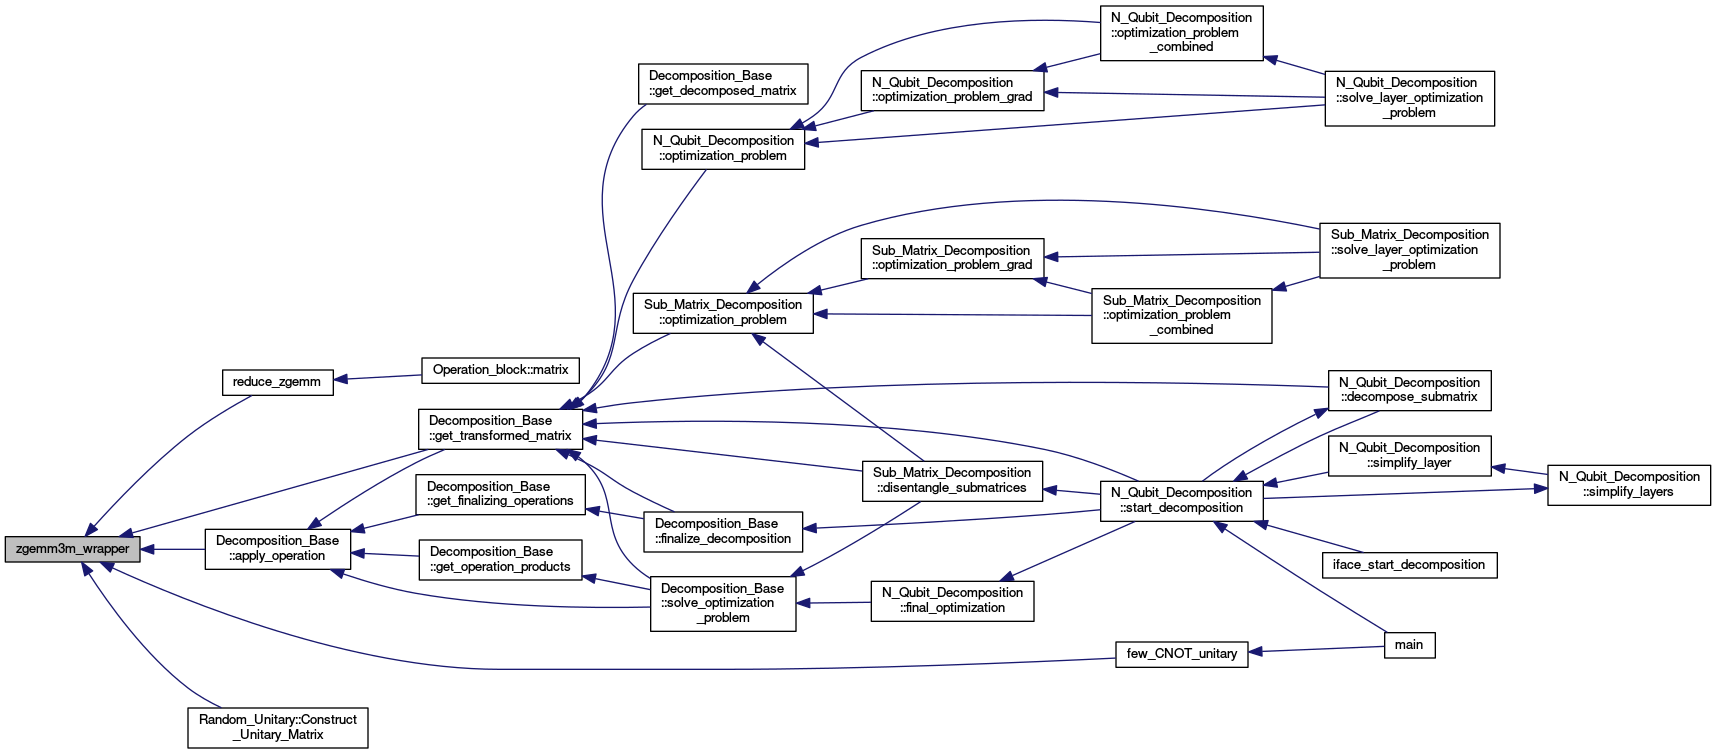 N_Qubit_Decomposition
::optimization_problem
_combined
Decomposition_Base
::get_decomposed_matrix
N_Qubit_Decomposition
::optimization_problem_grad
N_Qubit_Decomposition
::solve_layer_optimization
_problem
N_Qubit_Decomposition
::optimization_problem
Sub_Matrix_Decomposition
::solve_layer_optimization
_problem
Sub_Matrix_Decomposition
::optimization_problem_grad
Sub_Matrix_Decomposition
::optimization_problem
Sub_Matrix_Decomposition
::optimization_problem
_combined
reduce_zgemm
Operation_block::matrix
N_Qubit_Decomposition
::decompose_submatrix
Decomposition_Base
::get_transformed_matrix
N_Qubit_Decomposition
::simplify_layer
N_Qubit_Decomposition
::simplify_layers
Sub_Matrix_Decomposition
::disentangle_submatrices
Decomposition_Base
::get_finalizing_operations
N_Qubit_Decomposition
::start_decomposition
Decomposition_Base
::finalize_decomposition
zgemm3m_wrapper
Decomposition_Base
::apply_operation
Decomposition_Base
::get_operation_products
iface_start_decomposition
Decomposition_Base
::solve_optimization
_problem
N_Qubit_Decomposition
::final_optimization
few_CNOT_unitary
main
Random_Unitary::Construct
_Unitary_Matrix